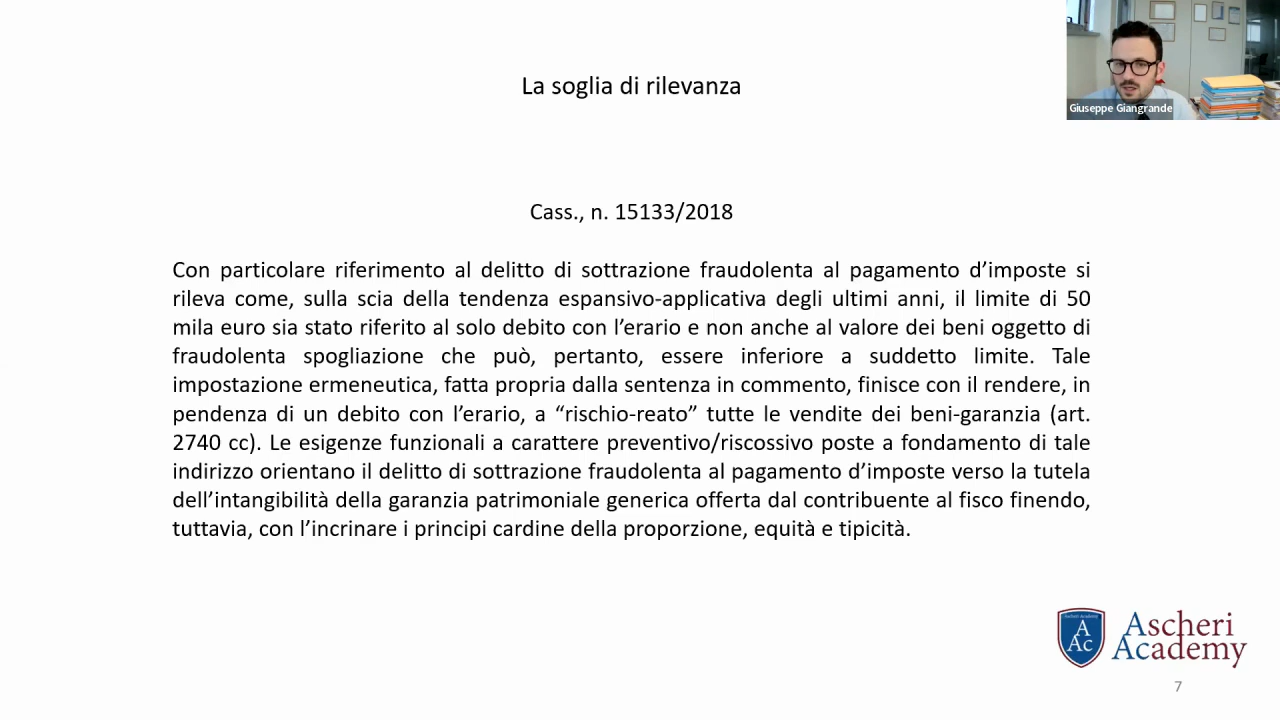 La soglia di rilevanza
Giuseppe Giangrande
Cass., n. 15133/2018
Con particolare riferimento al delitto di sottrazione fraudolenta al pagamento d’imposte si
rileva come, sulla scia della tendenza espansivo-applicativa degli ultimi anni, il limite di 50
mila euro sia stato riferito al solo debito con l’erario e non anche al valore dei beni oggetto di
fraudolenta spogliazione che può, pertanto, essere inferiore a suddetto limite. Tale
impostazione ermeneutica, fatta propria dalla sentenza in commento, finisce con il rendere, in
pendenza di un debito con l’erario, a “rischio-reato” tutte le vendite dei beni-garanzia (art.
2740 cc). Le esigenze funzionali a carattere preventivo/riscossivo poste a fondamento di tale
indirizzo orientano il delitto di sottrazione fraudolenta al pagamento d’imposte verso la tutela
dell’intangibilità della garanzia patrimoniale generica offerta dal contribuente al fisco finendo,
tuttavia, con l’incrinare i principi cardine della proporzione, equità e tipicità.
A
Ac
Ascheri
Academy
7